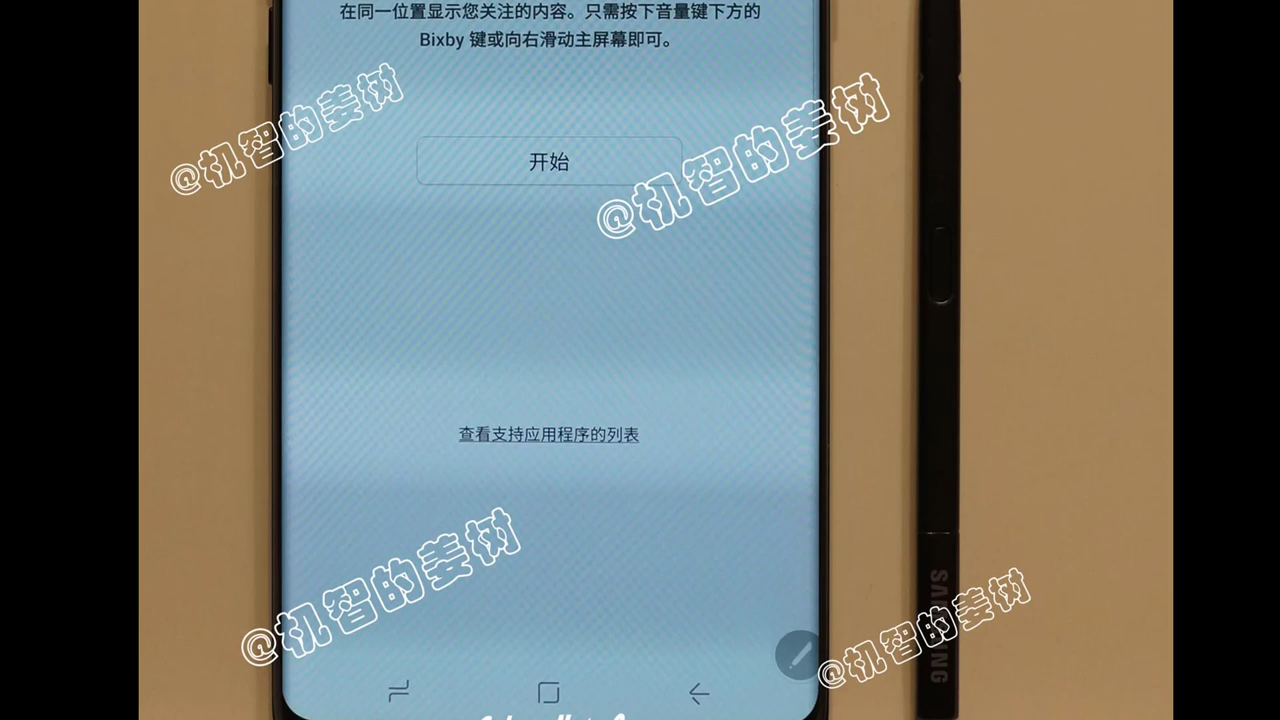 在同一位置显示您关注的内容。只需按下音量键下方的
Bixby 键或向右滑动主屏幕即可。
@机智的姜树
@机智的姜树
开始
查看支持应用程序的列表
@机智的姜树
@机智的姜树
SAMSUNG